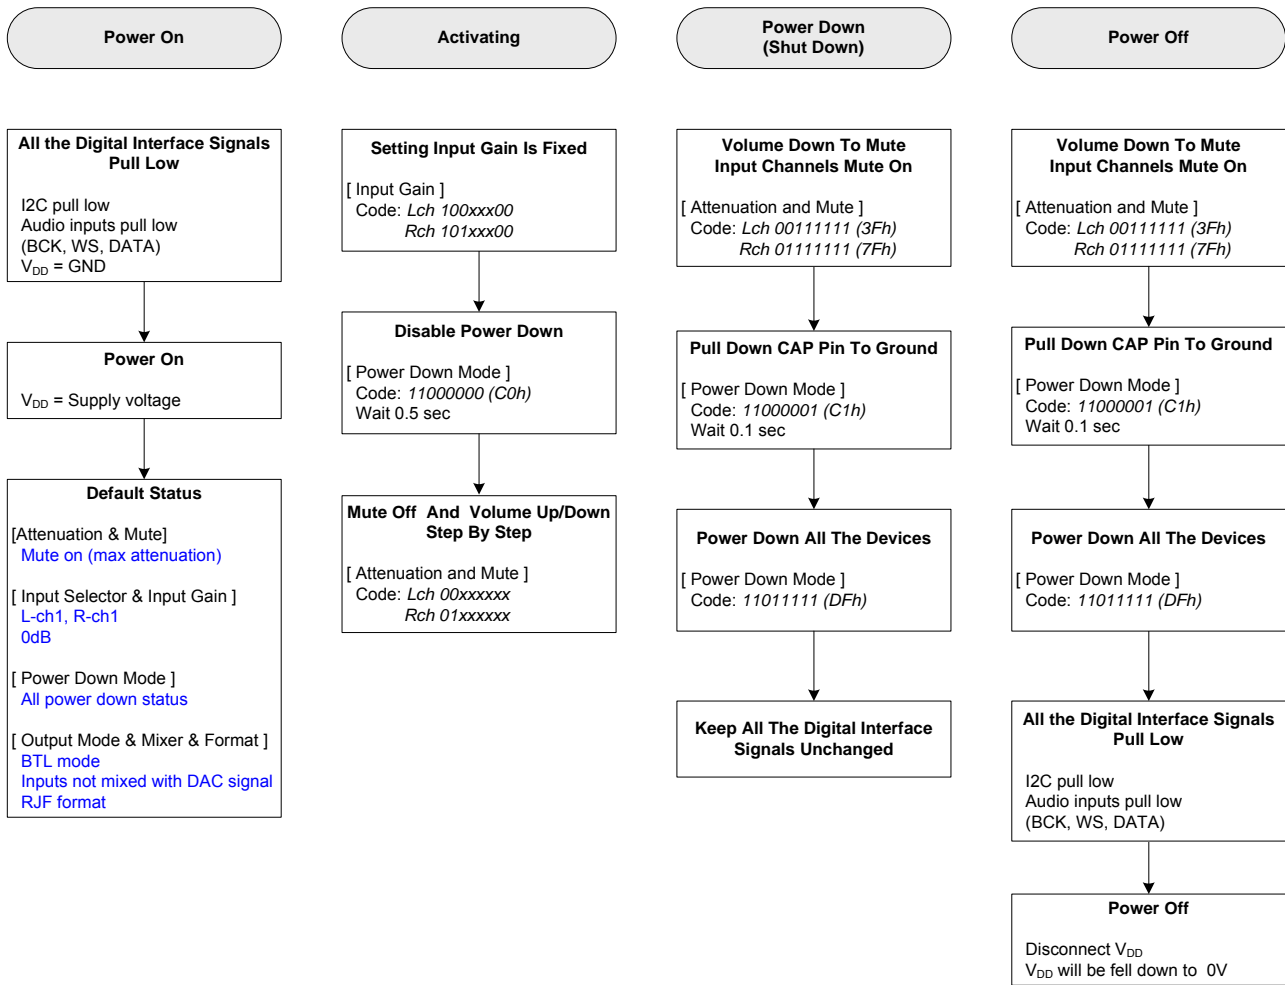 Power On
All the Digital Interface Signals
Pull Low
I2C pull low
Audio inputs pull low
(BCK, WS, DATA)
VDD = GND
Power On
VDD = Supply voltage
Default Status
[Attenuation & Mute]
Mute on (max attenuation)
[ Input Selector & Input Gain ]
L-ch1, R-ch1
0dB
[ Power Down Mode ]
All power down status
[ Output Mode & Mixer & Format ]
BTL mode
Inputs not mixed with DAC signal
RJF format
Activating
Setting Input Gain Is Fixed
[ Input Gain ]
Code: Lch 100xxx00
Rch 101xxx00
Disable Power Down
[ Power Down Mode ]
Code: 11000000 (C0h)
Wait 0.5 sec
Mute Off And Volume Up/Down
Step By Step
[ Attenuation and Mute ]
Code: Lch 00xxxxxx
Rch 01xxxxxx
Power Down
(Shut Down)
Volume Down To Mute
Input Channels Mute On
[ Attenuation and Mute ]
Code: Lch 00111111 (3Fh)
Rch 01111111 (7Fh)
Pull Down CAP Pin To Ground
[ Power Down Mode ]
Code: 11000001 (C1h)
Wait 0.1 sec
Power Down All The Devices
[ Power Down Mode ]
Code: 11011111 (DFh)
Keep All The Digital Interface
Signals Unchanged
Power Off
Volume Down To Mute
Input Channels Mute On
[ Attenuation and Mute ]
Code: Lch 00111111 (3Fh)
Rch 01111111 (7Fh)
Pull Down CAP Pin To Ground
[ Power Down Mode ]
Code: 11000001 (C1h)
Wait 0.1 sec
Power Down All The Devices
[ Power Down Mode ]
Code: 11011111 (DFh)
All the Digital Interface Signals
Pull Low
I2C pull low
Audio inputs pull low
(BCK, WS, DATA)
Power Off
Disconnect VDD
VDD will be fell down to 0V